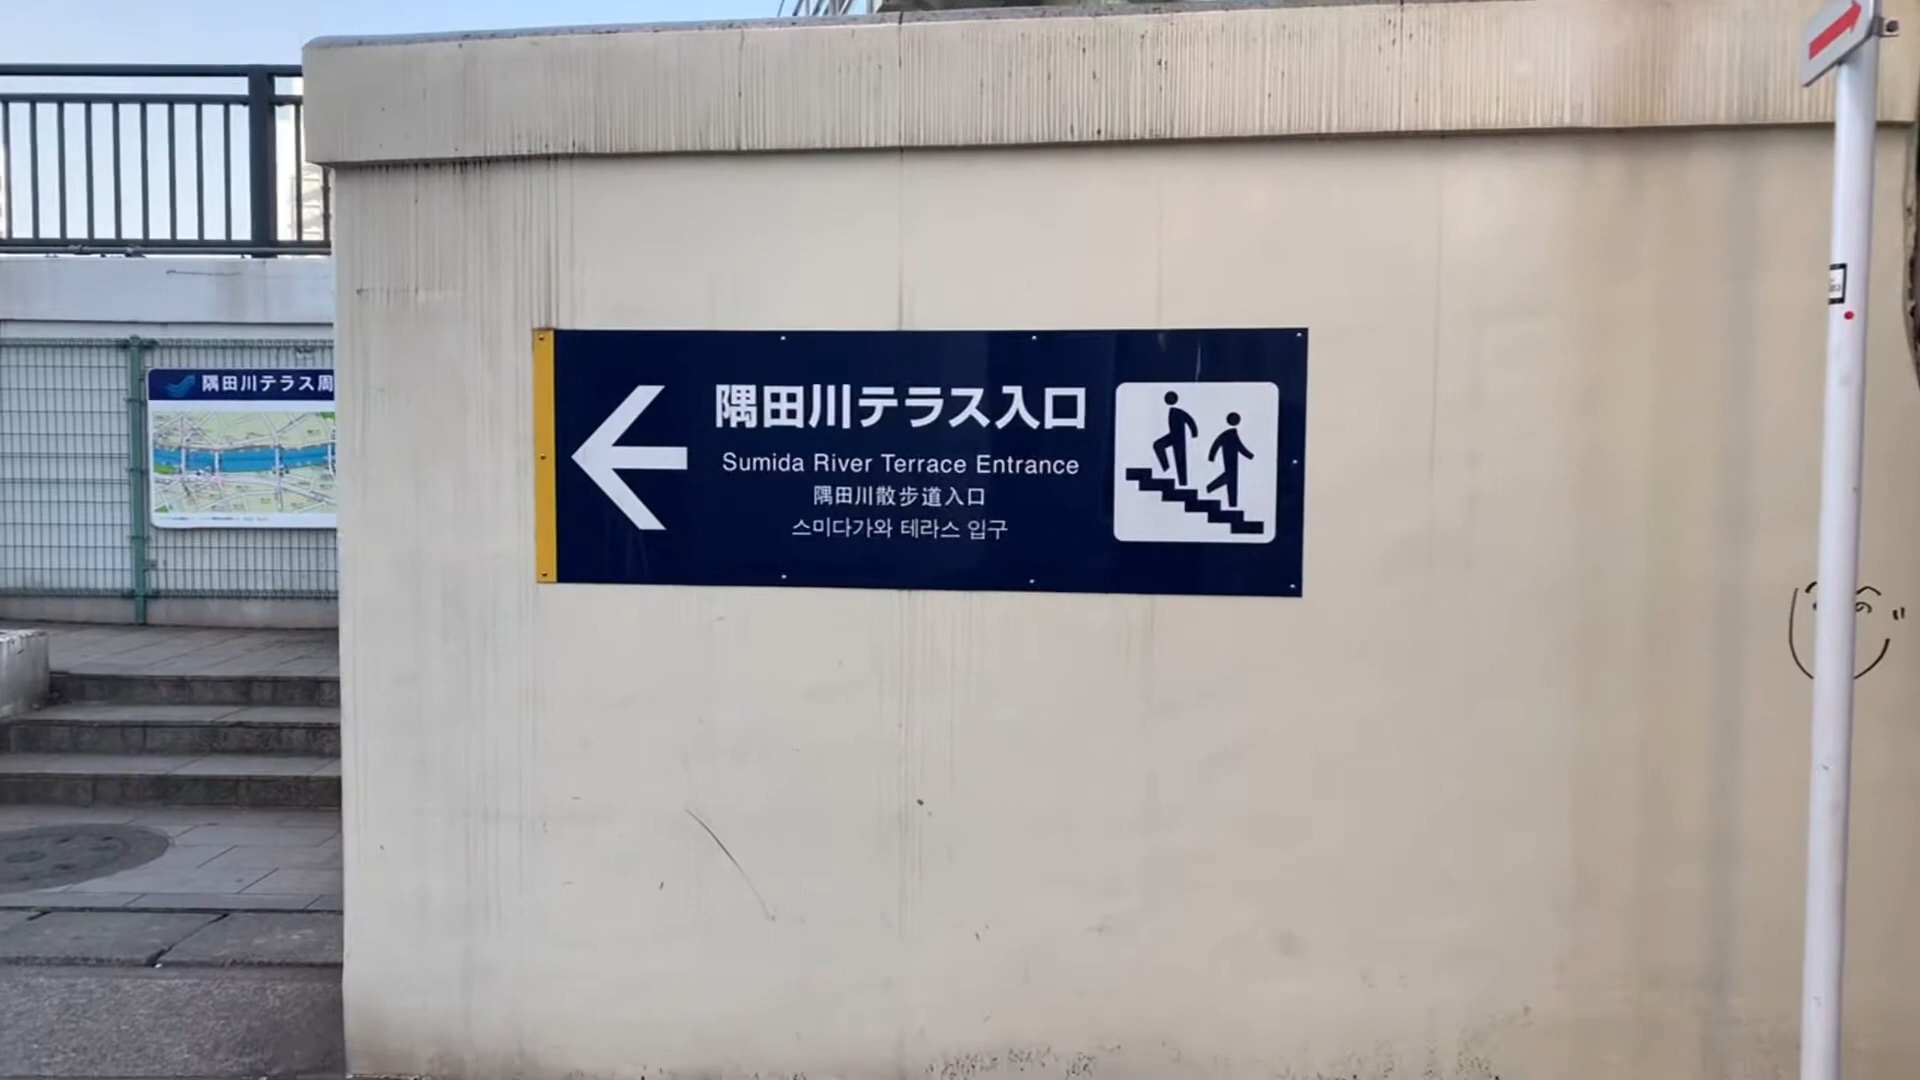 隅田川テラス周
隅田川テラス入口
Sumida River Terrace Entrance
隅田川散歩道入口
스미다가와 테라스 입구